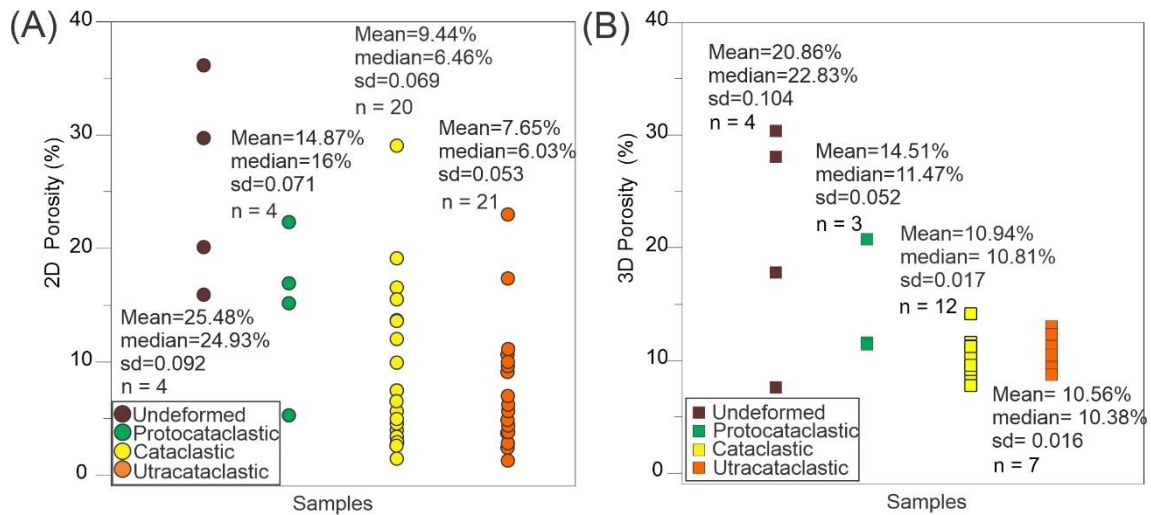 (A)
40
30
20
10
0
2D Porosity (%)
Mean=9.44%
median=6.46%
sd=0.069
n = 20
Mean=14.87%
median=16%
sd=0.071
n = 4
Mean=7.65%
median=6.03%
sd=0.053
n = 21
Mean=25.48%
median=24.93%
sd=0.092
n = 4
Undeformed
Protocataclastic
Cataclastic
Utracataclastic
Samples
(B)
40
30
20
10
0
3D Porosity (%)
Mean=20.86%
median=22.83%
sd=0.104
n = 4
Mean=14.51%
median=11.47%
sd=0.052
n = 3
Mean=10.94%
median= 10.81%
sd=0.017
n = 12
Mean= 10.56%
median= 10.38%
sd= 0.016
n = 7
Undeformed
Protocataclastic
Cataclastic
Utracataclastic
Samples